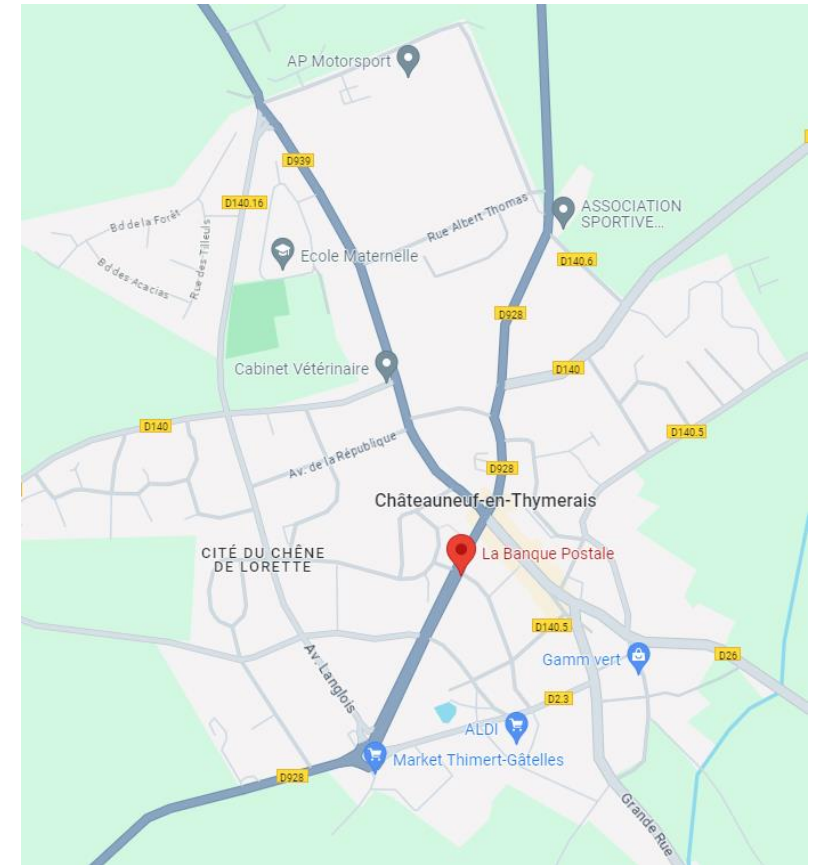 AP Motorsport
D939
D140.16
Bd de la Forêt
Rue des Tilleuls
Bd des Acacias
Ecole Maternelle
Rue Albert Thomas
ASSOCIATION
SPORTIVE...
D140.6
D928
Cabinet Vétérinaire
D140
D140
Av. de la République
D140.5
D928
Châteauneuf-en-Thymerais
CITÉ DU CHÊNE
DE LORETTE
La Banque Postale
D140.5
Gamm vert
D26
Av. Langlois
D2.3
ALDI
Market Thimert-Gâtelles
D928
Grande Rue